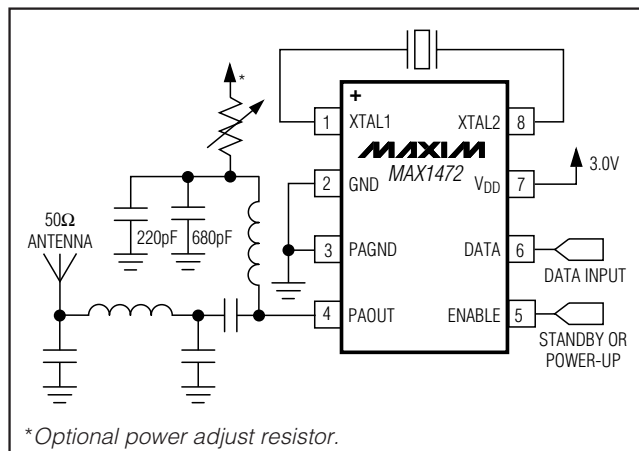 *
+
1 XTAL1 XTAL2 8
MAXIM
MAX1472
2 GND VDD 7 3.0V
50Ω
ANTENNA
220pF 680pF
3 PAGND DATA 6
DATA INPUT
4 PAOUT ENABLE 5
STANDBY OR
POWER-UP
*Optional power adjust resistor.